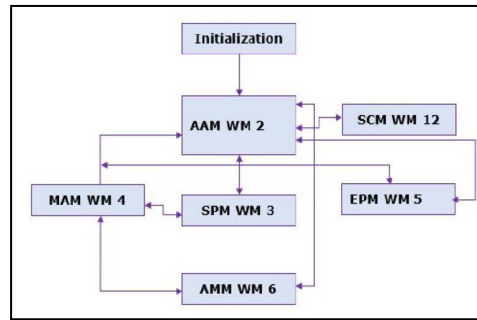 Initialization
AAM WM 2
SCM WM 12
MAM WM 4
SPM WM 3
EPM WM 5
AMM WM 6